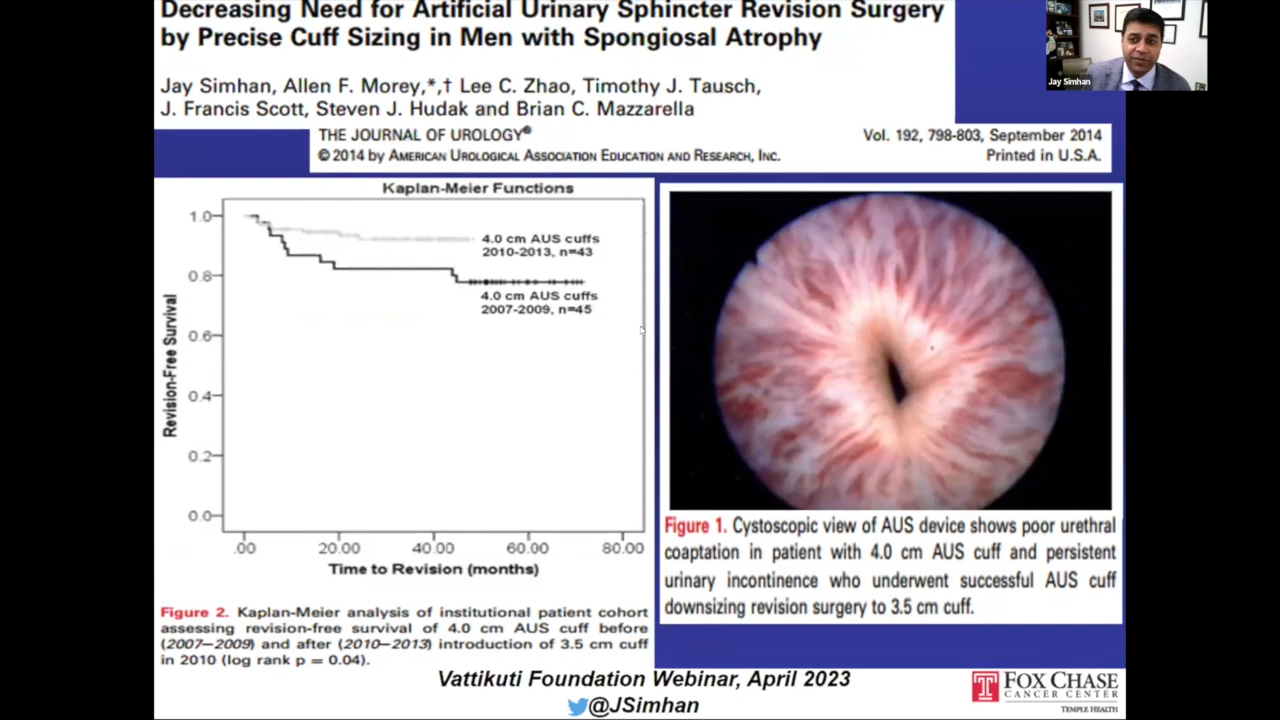 Decreasing Need for Artificial Urinary Sphincter Revision Surgery
by Precise Cuff Sizing in Men with Spongiosal Atrophy
Jay Simhan, Allen F. Morey,*,† Lee C. Zhao, Timothy J. Tausch,
J. Francis Scott, Steven J. Hudak and Brian C. Mazzarella
THE JOURNAL OF UROLOGY®
© 2014 by AMERICAN UROLOGICAL ASSOCIATION EDUCATION AND RESEARCH, INC.
Vol. 192, 798-803, September 2014
Printed in U.S.A.
Jay Simhan
Kaplan-Meier Functions
1.0
0.8
0.6
0.4
0.2
0.0
Revision-Free Survival
4.0 cm AUS cuffs
2010-2013, n=43
4.0 cm AUS cuffs
2007-2009, n=45
.00 20.00 40.00 60.00 80.00
Time to Revision (months)
Figure 2. Kaplan-Meier analysis of institutional patient cohort
assessing revision-free survival of 4.0 cm AUS cuff before
(2007–2009) and after (2010–2013) introduction of 3.5 cm cuff
in 2010 (log rank p = 0.04).
Figure 1. Cystoscopic view of AUS device shows poor urethral
coaptation in patient with 4.0 cm AUS cuff and persistent
urinary incontinence who underwent successful AUS cuff
downsizing revision surgery to 3.5 cm cuff.
Vattikuti Foundation Webinar, April 2023
@JSimhan
FOX CHASE
CANCER CENTER
TEMPLE HEALTH